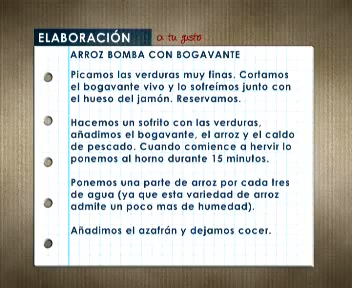 ELABORACIÓN a tu gusto
ARROZ BOMBA CON BOGAVANTE
Picamos las verduras muy finas. Cortamos
el bogavante vivo y lo sofreímos junto con
el hueso del jamón. Reservamos.
Hacemos un sofrito con las verduras,
añadimos el bogavante, el arroz y el caldo
de pescado. Cuando comience a hervir lo
ponemos al horno durante 15 minutos.
Ponemos una parte de arroz por cada tres
de agua (ya que esta variedad de arroz
admite un poco mas de humedad).
Añadimos el azafrán y dejamos cocer.